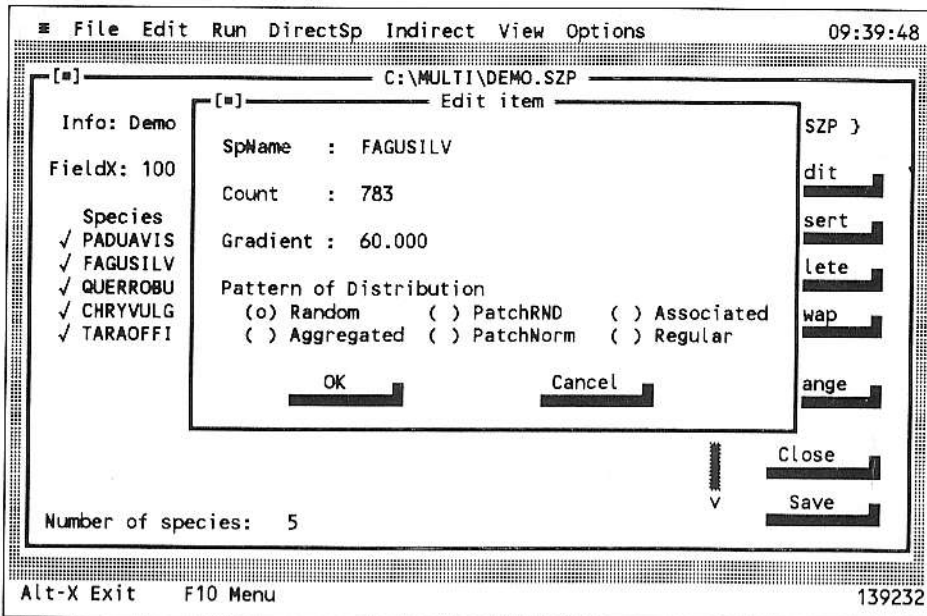 ≡ File Edit Run DirectSp Indirect View Options 09:39:48
[■] C:\MULTI\DEMO.SZP
[■] Edit item
Info: Demo SZP }
SpName : FAGUSILV
FieldX: 100 dit
Count : 783
Species sert
√ PADUAVIS Gradient : 60.000
√ FAGUSILV lete
√ QUERROBU Pattern of Distribution
√ CHRYVULG (o) Random ( ) PatchRND ( ) Associated wap
√ TARAOFFI ( ) Aggregated ( ) PatchNorm ( ) Regular
OK Cancel ange
Close
v Save
Number of species: 5
Alt-X Exit F10 Menu 139232